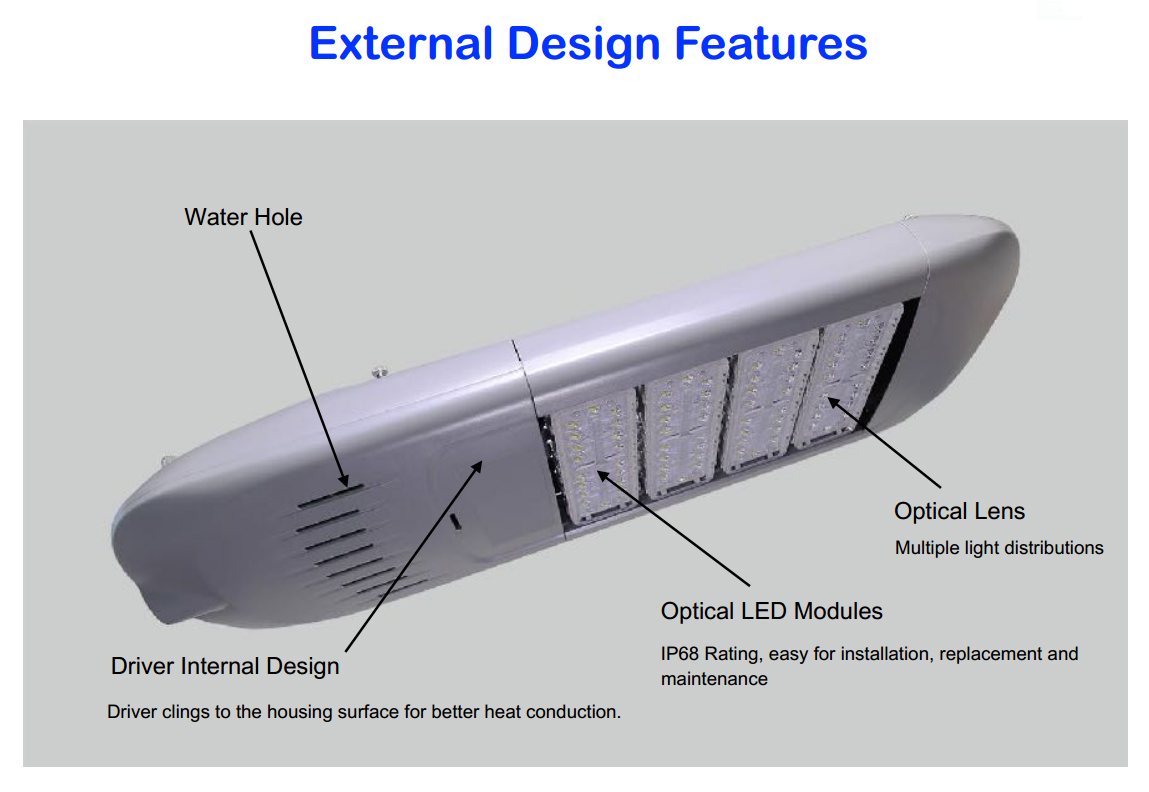 External Design Features
Water Hole
Optical Lens
Multiple light distributions
Optical LED Modules
IP68 Rating, easy for installation, replacement and
maintenance
Driver Internal Design
Driver clings to the housing surface for better heat conduction.